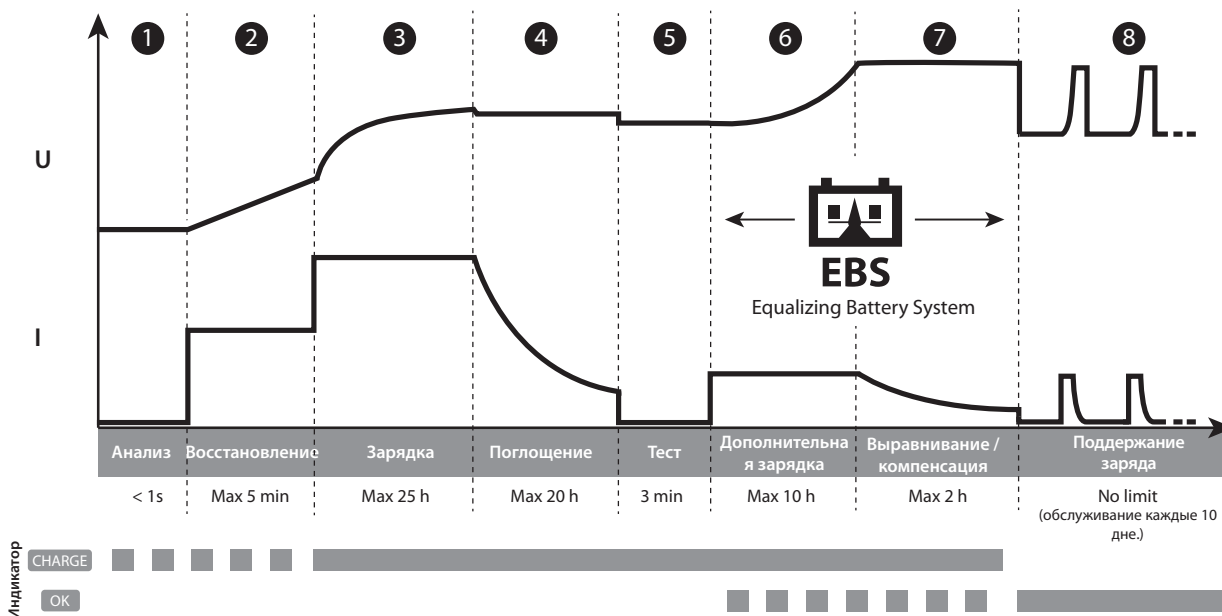 1 2 3 4 5 6 7 8
U
EBS
Equalizing Battery System
I
Анализ Восстановление Зарядка Поглощение Тест Дополнительна Выравнивание / Поддержание
я зарядка компенсация заряда
< 1s Max 5 min Max 25 h Max 20 h 3 min Max 10 h Max 2 h No limit
(обслуживание каждые 10
дне.)
Индикатор
CHARGE
OK